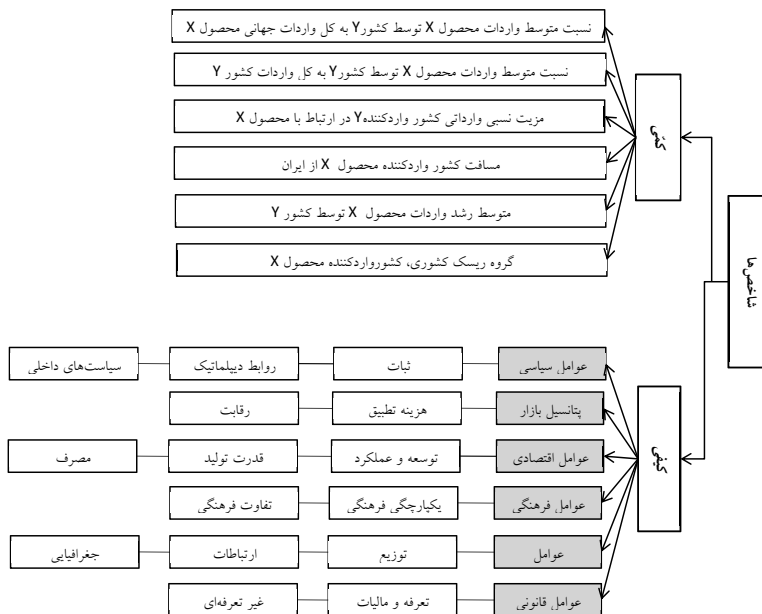 شاخص‌ها
کمّی
نسبت متوسط واردات محصول X توسط کشورY به کل واردات جهانی محصول X
نسبت متوسط واردات محصول X توسط کشورY به کل واردات کشور Y
مزیت نسبی وارداتی کشور واردکنندهY در ارتباط با محصول X
مسافت کشور واردکننده محصول X از ایران
متوسط رشد واردات محصول X توسط کشور Y
گروه ریسک کشوری، کشورواردکننده محصول X
کیفی
عوامل سیاسی ثبات روابط دیپلماتیک سیاست‌های داخلی
پتانسیل بازار هزینه تطبیق رقابت
عوامل اقتصادی توسعه و عملکرد قدرت تولید مصرف
عوامل فرهنگی یکپارچگی فرهنگی تفاوت فرهنگی
عوامل توزیع ارتباطات جغرافیایی
عوامل قانونی تعرفه و مالیات غیر تعرفه‌ای